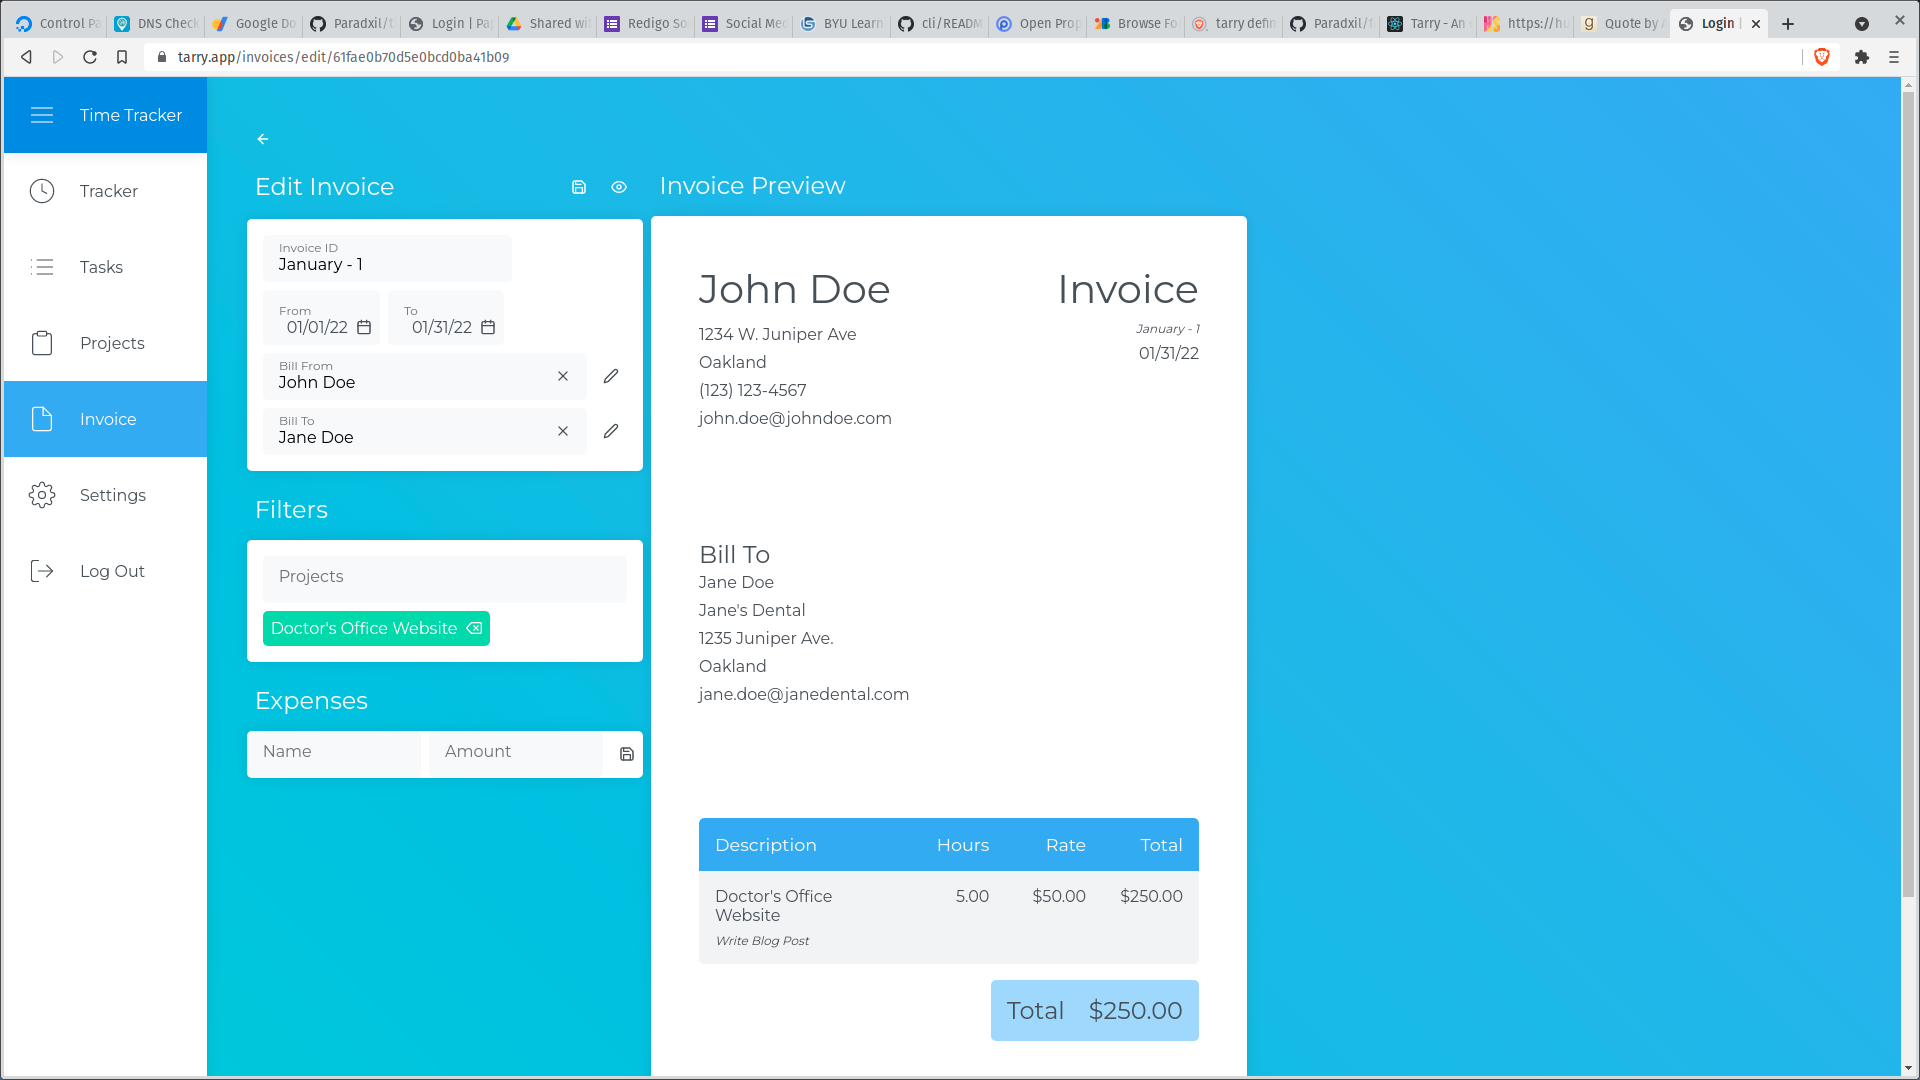 Control Pa
DNS Check
Google Do
Paradxil/t
Login | Pa
Shared wi
Redigo So
Social Med
BYU Learn
cli/README
Open Prop
Browse Fo
tarry defin
Paradxil/t
Tarry - An
https://hu
Quote by A
Login |
tarry.app/invoices/edit/61fae0b70d5e0bcd0ba41b09
Time Tracker
Tracker
Tasks
Projects
Invoice
Settings
Log Out
Edit Invoice
Invoice ID
January - 1
From
01/01/22
To
01/31/22
Bill From
John Doe
Bill To
Jane Doe
Filters
Projects
Doctor's Office Website
Expenses
Name
Amount
Invoice Preview
John Doe
1234 W. Juniper Ave
Oakland
(123) 123-4567
john.doe@johndoe.com
Invoice
January - 1
01/31/22
Bill To
Jane Doe
Jane's Dental
1235 Juniper Ave.
Oakland
jane.doe@janedental.com
Description Hours Rate Total
Doctor's Office 5.00 $50.00 $250.00
Website
Write Blog Post
Total $250.00